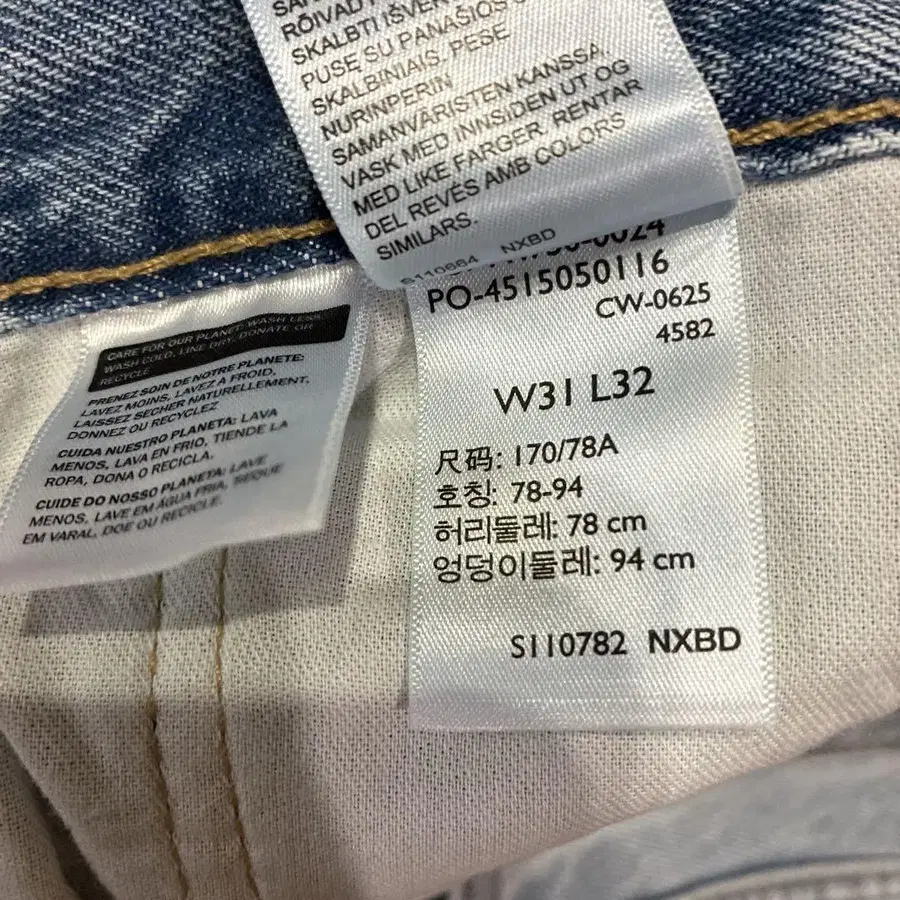 RÕIVAD
SKALBTI IŠVER
PUSĘ SU PANAŠIOS
SKALBINIAIS. PESE
NURINPERIN
SAMANVÄRISTEN KANSSA.
VASK MED INNSIDEN UT OG
MED LIKE FARGER. RENTAR
DEL REVÉS AMB COLORS
SIMILARS.
S110684 NXBD
-0024
PO-4515050116
CW-0625
4582
W31 L32
尺码: 170/78A
호칭: 78-94
허리둘레: 78 cm
엉덩이둘레: 94 cm
S110782 NXBD
CARE FOR OUR PLANET: WASH LESS,
WASH COLD, LINE DRY, DONATE OR
RECYCLE
PRENEZ SOIN DE NOTRE PLANETE:
LAVEZ MOINS, LAVEZ A FROID,
LAISSEZ SECHER NATURELLEMENT,
DONNEZ OU RECYCLEZ
CUIDA NUESTRO PLANETA: LAVA
MENOS, LAVA EN FRIO, TIENDE LA
ROPA, DONA O RECICLA.
CUIDE DO NOSSO PLANETA: LAVE
MENOS, LAVE EM ÁGUA FRIA, SEQUE
EM VARAL, DOE OU RECICLE.